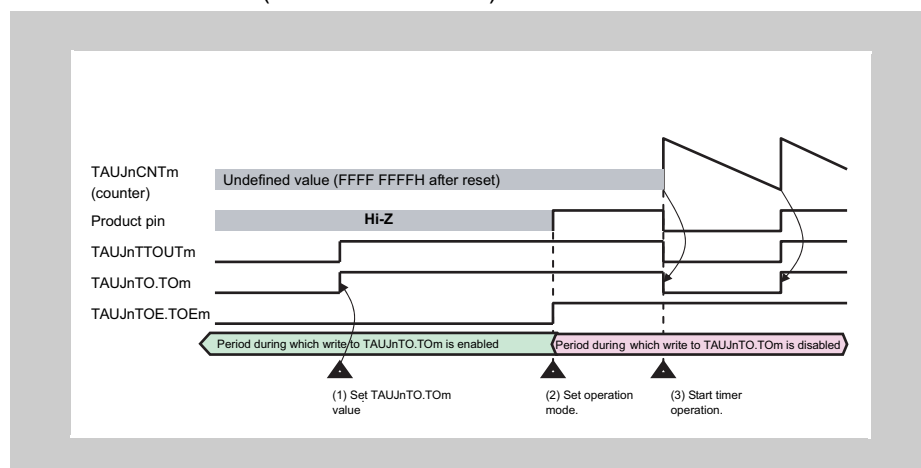 TAUJnCNTm
(counter)
Undefined value (FFFF FFFFH after reset)
Product pin
Hi-Z
TAUJnTTOUTm
TAUJnTO.TOm
TAUJnTOE.TOEm
Period during which write to TAUJnTO.TOm is enabled
Period during which write to TAUJnTO.TOm is disabled
(1) Set TAUJnTO.TOm
value
(2) Set operation
mode.
(3) Start timer
operation.